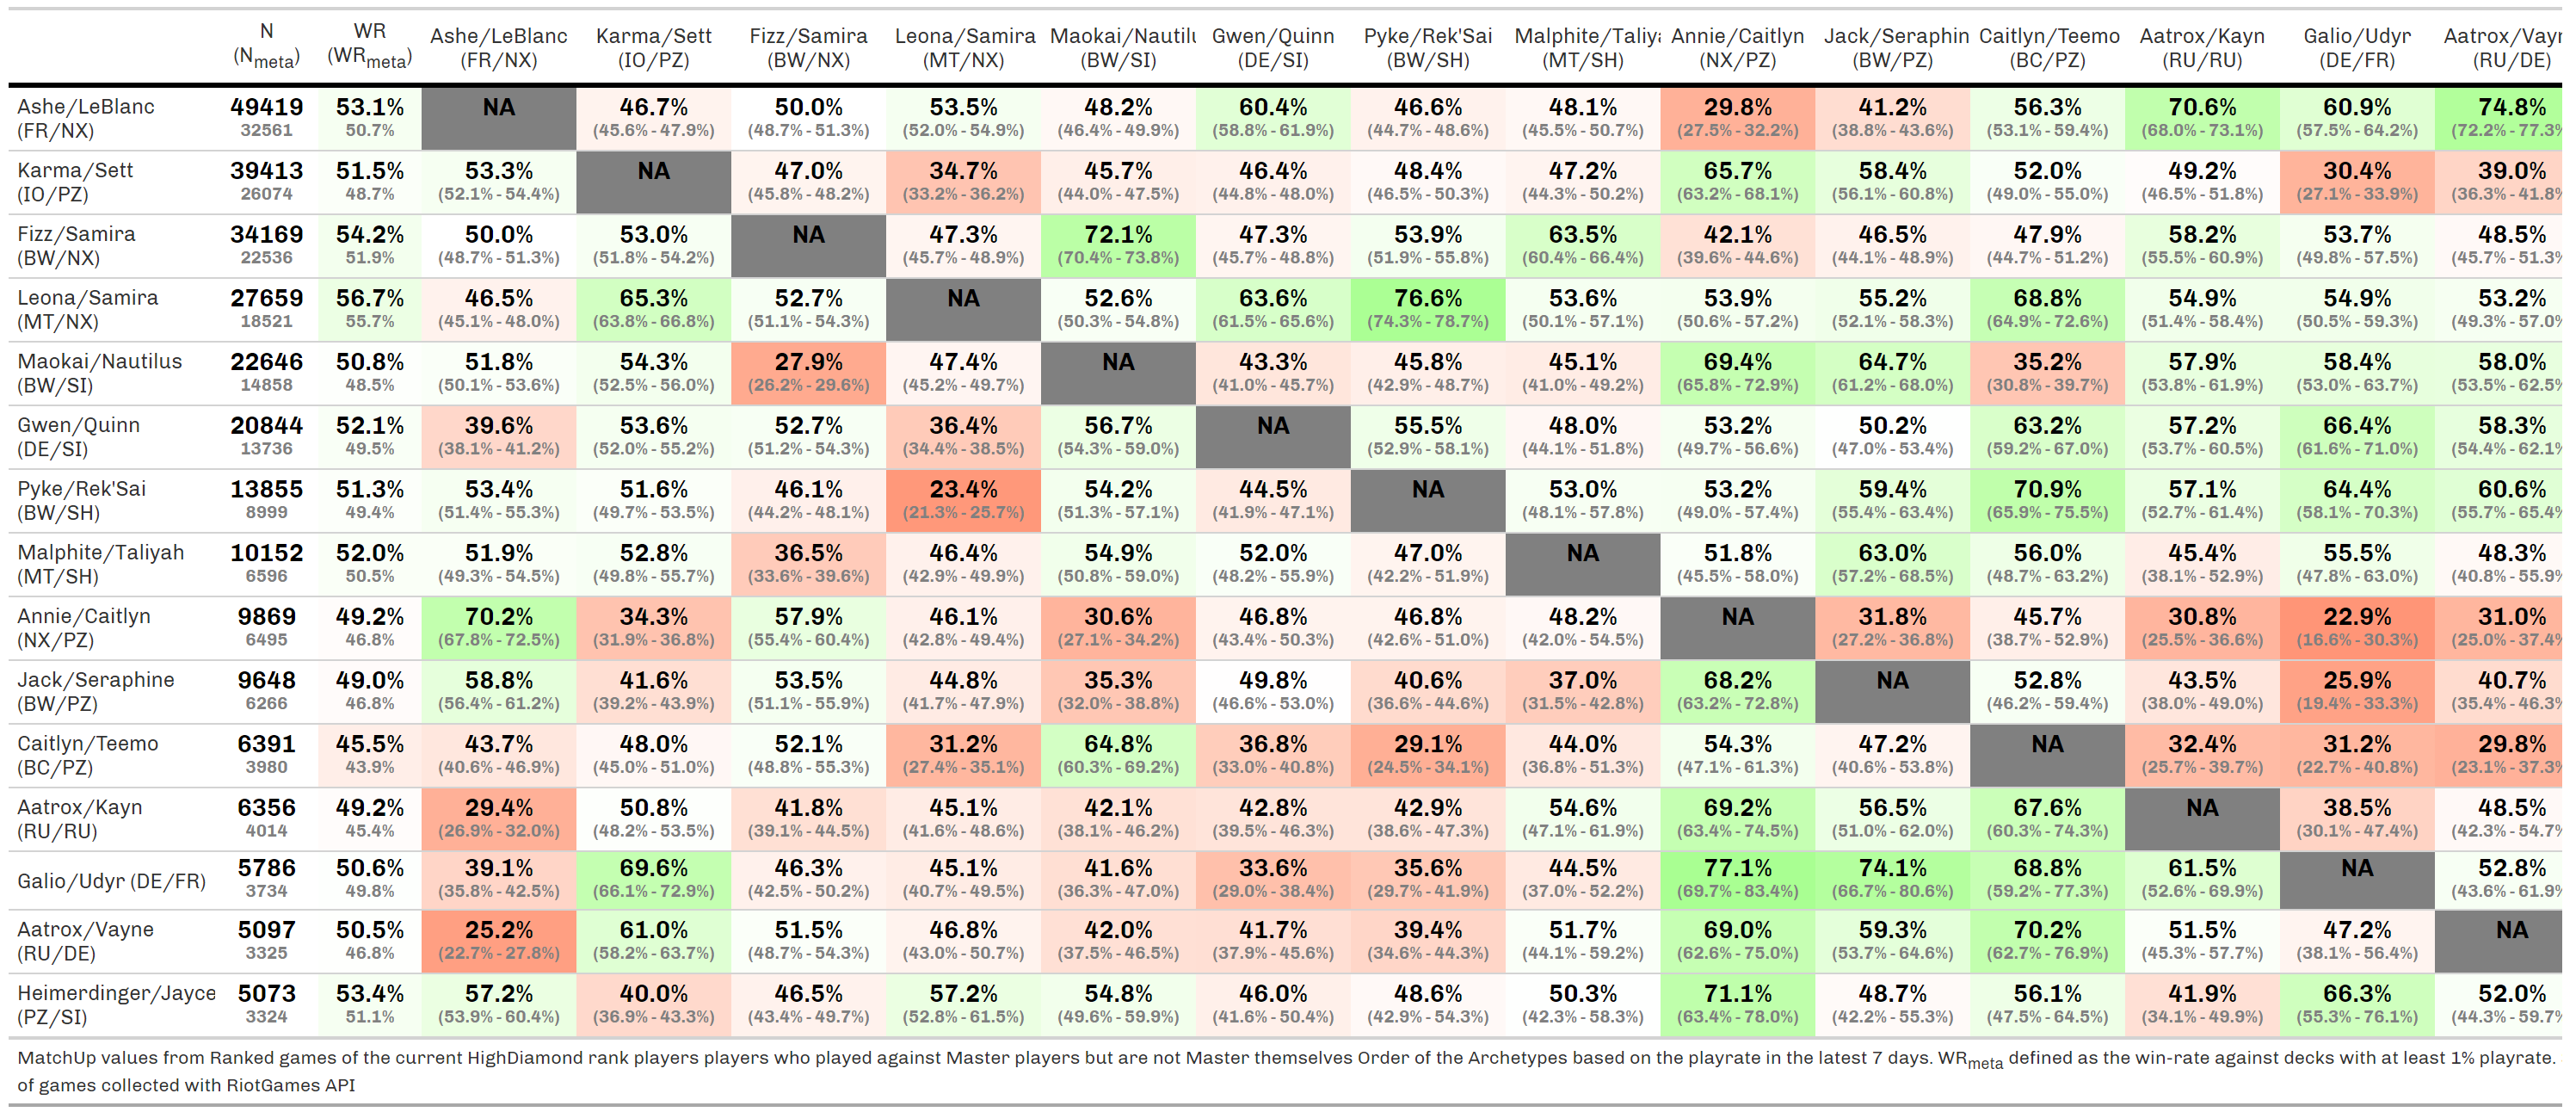 N WR Ashe/LeBlanc Karma/Sett Fizz/Samira Leona/Samira Maokai/Nautilu Gwen/Quinn Pyke/Rek'Sai Malphite/Taliya Annie/Caitlyn Jack/Seraphin Caitlyn/Teemo Aatrox/Kayn Galio/Udyr Aatrox/Vayn
(Nmeta) (WRmeta) (FR/NX) (IO/PZ) (BW/NX) (MT/NX) (BW/SI) (DE/SI) (BW/SH) (MT/SH) (NX/PZ) (BW/PZ) (BC/PZ) (RU/RU) (DE/FR) (RU/DE)
Ashe/LeBlanc 49419 53.1% NA 46.7% 50.0% 53.5% 48.2% 60.4% 46.6% 48.1% 29.8% 41.2% 56.3% 70.6% 60.9% 74.8%
(FR/NX) 32561 50.7% (45.6% - 47.9%) (48.7% - 51.3%) (52.0% - 54.9%) (46.4% - 49.9%) (58.8% - 61.9%) (44.7% - 48.6%) (45.5% - 50.7%) (27.5% - 32.2%) (38.8% - 43.6%) (53.1% - 59.4%) (68.0% - 73.1%) (57.5% - 64.2%) (72.2% - 77.3%
Karma/Sett 39413 51.5% 53.3% NA 47.0% 34.7% 45.7% 46.4% 48.4% 47.2% 65.7% 58.4% 52.0% 49.2% 30.4% 39.0%
(IO/PZ) 26074 48.7% (52.1% - 54.4%) (45.8% - 48.2%) (33.2% - 36.2%) (44.0% - 47.5%) (44.8% - 48.0%) (46.5% - 50.3%) (44.3% - 50.2%) (63.2% - 68.1%) (56.1% - 60.8%) (49.0% - 55.0%) (46.5% - 51.8%) (27.1% - 33.9%) (36.3% - 41.8%
Fizz/Samira 34169 54.2% 50.0% 53.0% NA 47.3% 72.1% 47.3% 53.9% 63.5% 42.1% 46.5% 47.9% 58.2% 53.7% 48.5%
(BW/NX) 22536 51.9% (48.7% - 51.3%) (51.8% - 54.2%) (45.7% - 48.9%) (70.4% - 73.8%) (45.7% - 48.8%) (51.9% - 55.8%) (60.4% - 66.4%) (39.6% - 44.6%) (44.1% - 48.9%) (44.7% - 51.2%) (55.5% - 60.9%) (49.8% - 57.5%) (45.7% - 51.3%
Leona/Samira 27659 56.7% 46.5% 65.3% 52.7% NA 52.6% 63.6% 76.6% 53.6% 53.9% 55.2% 68.8% 54.9% 54.9% 53.2%
(MT/NX) 18521 55.7% (45.1% - 48.0%) (63.8% - 66.8%) (51.1% - 54.3%) (50.3% - 54.8%) (61.5% - 65.6%) (74.3% - 78.7%) (50.1% - 57.1%) (50.6% - 57.2%) (52.1% - 58.3%) (64.9% - 72.6%) (51.4% - 58.4%) (50.5% - 59.3%) (49.3% - 57.0%
Maokai/Nautilus 22646 50.8% 51.8% 54.3% 27.9% 47.4% NA 43.3% 45.8% 45.1% 69.4% 64.7% 35.2% 57.9% 58.4% 58.0%
(BW/SI) 14858 48.5% (50.1% - 53.6%) (52.5% - 56.0%) (26.2% - 29.6%) (45.2% - 49.7%) (41.0% - 45.7%) (42.9% - 48.7%) (41.0% - 49.2%) (65.8% - 72.9%) (61.2% - 68.0%) (30.8% - 39.7%) (53.8% - 61.9%) (53.0% - 63.7%) (53.5% - 62.5%
Gwen/Quinn 20844 52.1% 39.6% 53.6% 52.7% 36.4% 56.7% NA 55.5% 48.0% 53.2% 50.2% 63.2% 57.2% 66.4% 58.3%
(DE/SI) 13736 49.5% (38.1% - 41.2%) (52.0% - 55.2%) (51.2% - 54.3%) (34.4% - 38.5%) (54.3% - 59.0%) (52.9% - 58.1%) (44.1% - 51.8%) (49.7% - 56.6%) (47.0% - 53.4%) (59.2% - 67.0%) (53.7% - 60.5%) (61.6% - 71.0%) (54.4% - 62.1%
Pyke/Rek'Sai 13855 51.3% 53.4% 51.6% 46.1% 23.4% 54.2% 44.5% NA 53.0% 53.2% 59.4% 70.9% 57.1% 64.4% 60.6%
(BW/SH) 8999 49.4% (51.4% - 55.3%) (49.7% - 53.5%) (44.2% - 48.1%) (21.3% - 25.7%) (51.3% - 57.1%) (41.9% - 47.1%) (48.1% - 57.8%) (49.0% - 57.4%) (55.4% - 63.4%) (65.9% - 75.5%) (52.7% - 61.4%) (58.1% - 70.3%) (55.7% - 65.4%
Malphite/Taliyah 10152 52.0% 51.9% 52.8% 36.5% 46.4% 54.9% 52.0% 47.0% NA 51.8% 63.0% 56.0% 45.4% 55.5% 48.3%
(MT/SH) 6596 50.5% (49.3% - 54.5%) (49.8% - 55.7%) (33.6% - 39.6%) (42.9% - 49.9%) (50.8% - 59.0%) (48.2% - 55.9%) (42.2% - 51.9%) (45.5% - 58.0%) (57.2% - 68.5%) (48.7% - 63.2%) (38.1% - 52.9%) (47.8% - 63.0%) (40.8% - 55.9%
Annie/Caitlyn 9869 49.2% 70.2% 34.3% 57.9% 46.1% 30.6% 46.8% 46.8% 48.2% NA 31.8% 45.7% 30.8% 22.9% 31.0%
(NX/PZ) 6495 46.8% (67.8% - 72.5%) (31.9% - 36.8%) (55.4% - 60.4%) (42.8% - 49.4%) (27.1% - 34.2%) (43.4% - 50.3%) (42.6% - 51.0%) (42.0% - 54.5%) (27.2% - 36.8%) (38.7% - 52.9%) (25.5% - 36.6%) (16.6% - 30.3%) (25.0% - 37.4%
Jack/Seraphine 9648 49.0% 58.8% 41.6% 53.5% 44.8% 35.3% 49.8% 40.6% 37.0% 68.2% NA 52.8% 43.5% 25.9% 40.7%
(BW/PZ) 6266 46.8% (56.4% - 61.2%) (39.2% - 43.9%) (51.1% - 55.9%) (41.7% - 47.9%) (32.0% - 38.8%) (46.6% - 53.0%) (36.6% - 44.6%) (31.5% - 42.8%) (63.2% - 72.8%) (46.2% - 59.4%) (38.0% - 49.0%) (19.4% - 33.3%) (35.4% - 46.3%
Caitlyn/Teemo 6391 45.5% 43.7% 48.0% 52.1% 31.2% 64.8% 36.8% 29.1% 44.0% 54.3% 47.2% NA 32.4% 31.2% 29.8%
(BC/PZ) 3980 43.9% (40.6% - 46.9%) (45.0% - 51.0%) (48.8% - 55.3%) (27.4% - 35.1%) (60.3% - 69.2%) (33.0% - 40.8%) (24.5% - 34.1%) (36.8% - 51.3%) (47.1% - 61.3%) (40.6% - 53.8%) (25.7% - 39.7%) (22.7% - 40.8%) (23.1% - 37.3%
Aatrox/Kayn 6356 49.2% 29.4% 50.8% 41.8% 45.1% 42.1% 42.8% 42.9% 54.6% 69.2% 56.5% 67.6% NA 38.5% 48.5%
(RU/RU) 4014 45.4% (26.9% - 32.0%) (48.2% - 53.5%) (39.1% - 44.5%) (41.6% - 48.6%) (38.1% - 46.2%) (39.5% - 46.3%) (38.6% - 47.3%) (47.1% - 61.9%) (63.4% - 74.5%) (51.0% - 62.0%) (60.3% - 74.3%) (30.1% - 47.4%) (42.3% - 54.7%
Galio/Udyr (DE/FR) 5786 50.6% 39.1% 69.6% 46.3% 45.1% 41.6% 33.6% 35.6% 44.5% 77.1% 74.1% 68.8% 61.5% NA 52.8%
3734 49.8% (35.8% - 42.5%) (66.1% - 72.9%) (42.5% - 50.2%) (40.7% - 49.5%) (36.3% - 47.0%) (29.0% - 38.4%) (29.7% - 41.9%) (37.0% - 52.2%) (69.7% - 83.4%) (66.7% - 80.6%) (59.2% - 77.3%) (52.6% - 69.9%) (43.6% - 61.9%
Aatrox/Vayne 5097 50.5% 25.2% 61.0% 51.5% 46.8% 42.0% 41.7% 39.4% 51.7% 69.0% 59.3% 70.2% 51.5% 47.2% NA
(RU/DE) 3325 46.8% (22.7% - 27.8%) (58.2% - 63.7%) (48.7% - 54.3%) (43.0% - 50.7%) (37.5% - 46.5%) (37.9% - 45.6%) (34.6% - 44.3%) (44.1% - 59.2%) (62.6% - 75.0%) (53.7% - 64.6%) (62.7% - 76.9%) (45.3% - 57.7%) (38.1% - 56.4%)
Heimerdinger/Jayce 5073 53.4% 57.2% 40.0% 46.5% 57.2% 54.8% 46.0% 48.6% 50.3% 71.1% 48.7% 56.1% 41.9% 66.3% 52.0%
(PZ/SI) 3324 51.1% (53.9% - 60.4%) (36.9% - 43.3%) (43.4% - 49.7%) (52.8% - 61.5%) (49.6% - 59.9%) (41.6% - 50.4%) (42.9% - 54.3%) (42.3% - 58.3%) (63.4% - 78.0%) (42.2% - 55.3%) (47.5% - 64.5%) (34.1% - 49.9%) (55.3% - 76.1%) (44.3% - 59.7%
MatchUp values from Ranked games of the current HighDiamond rank players players who played against Master players but are not Master themselves Order of the Archetypes based on the playrate in the latest 7 days. WRmeta defined as the win-rate against decks with at least 1% playrate.
of games collected with RiotGames API